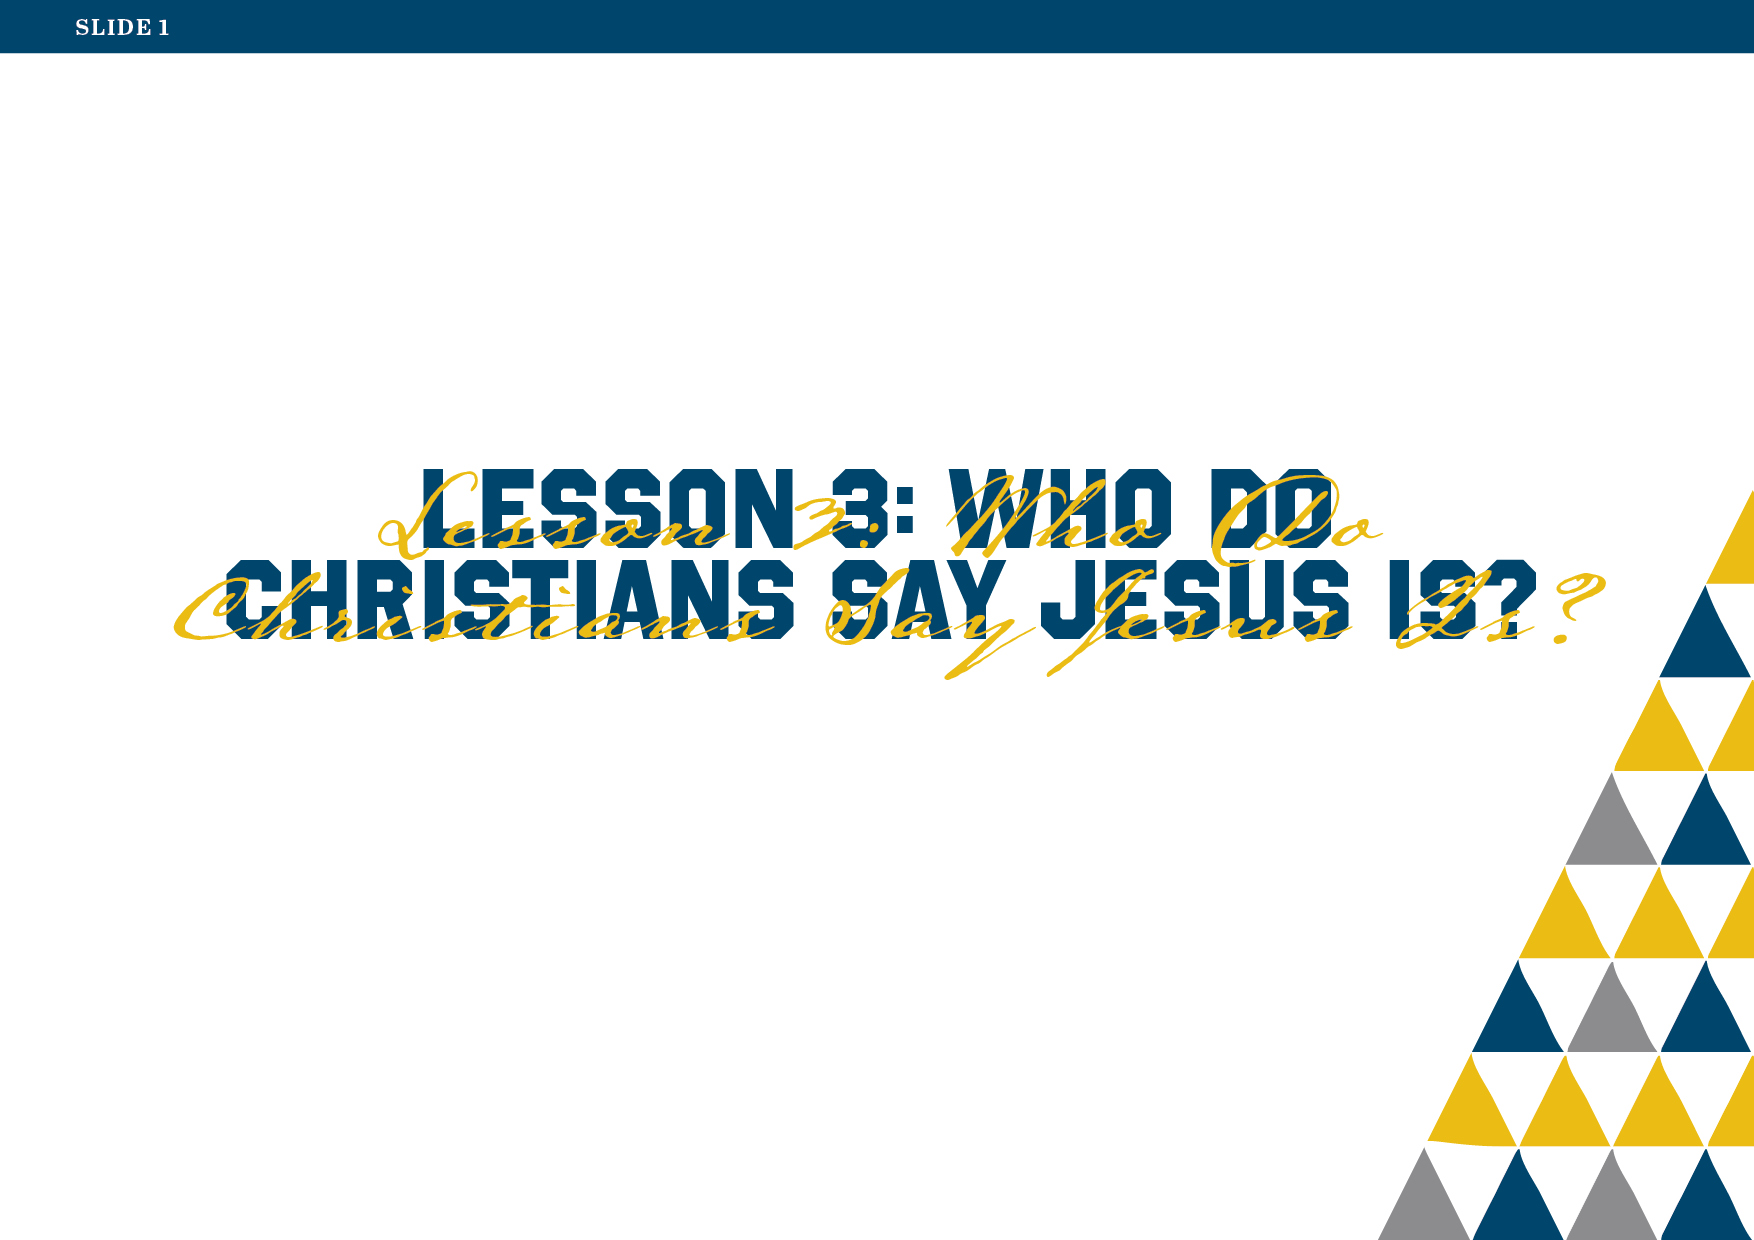 SLIDE 1
LESSON 3: WHO DO
Lesson 3: Who Do
CHRISTIANS SAY JESUS IS?
Christians Say Jesus Is?